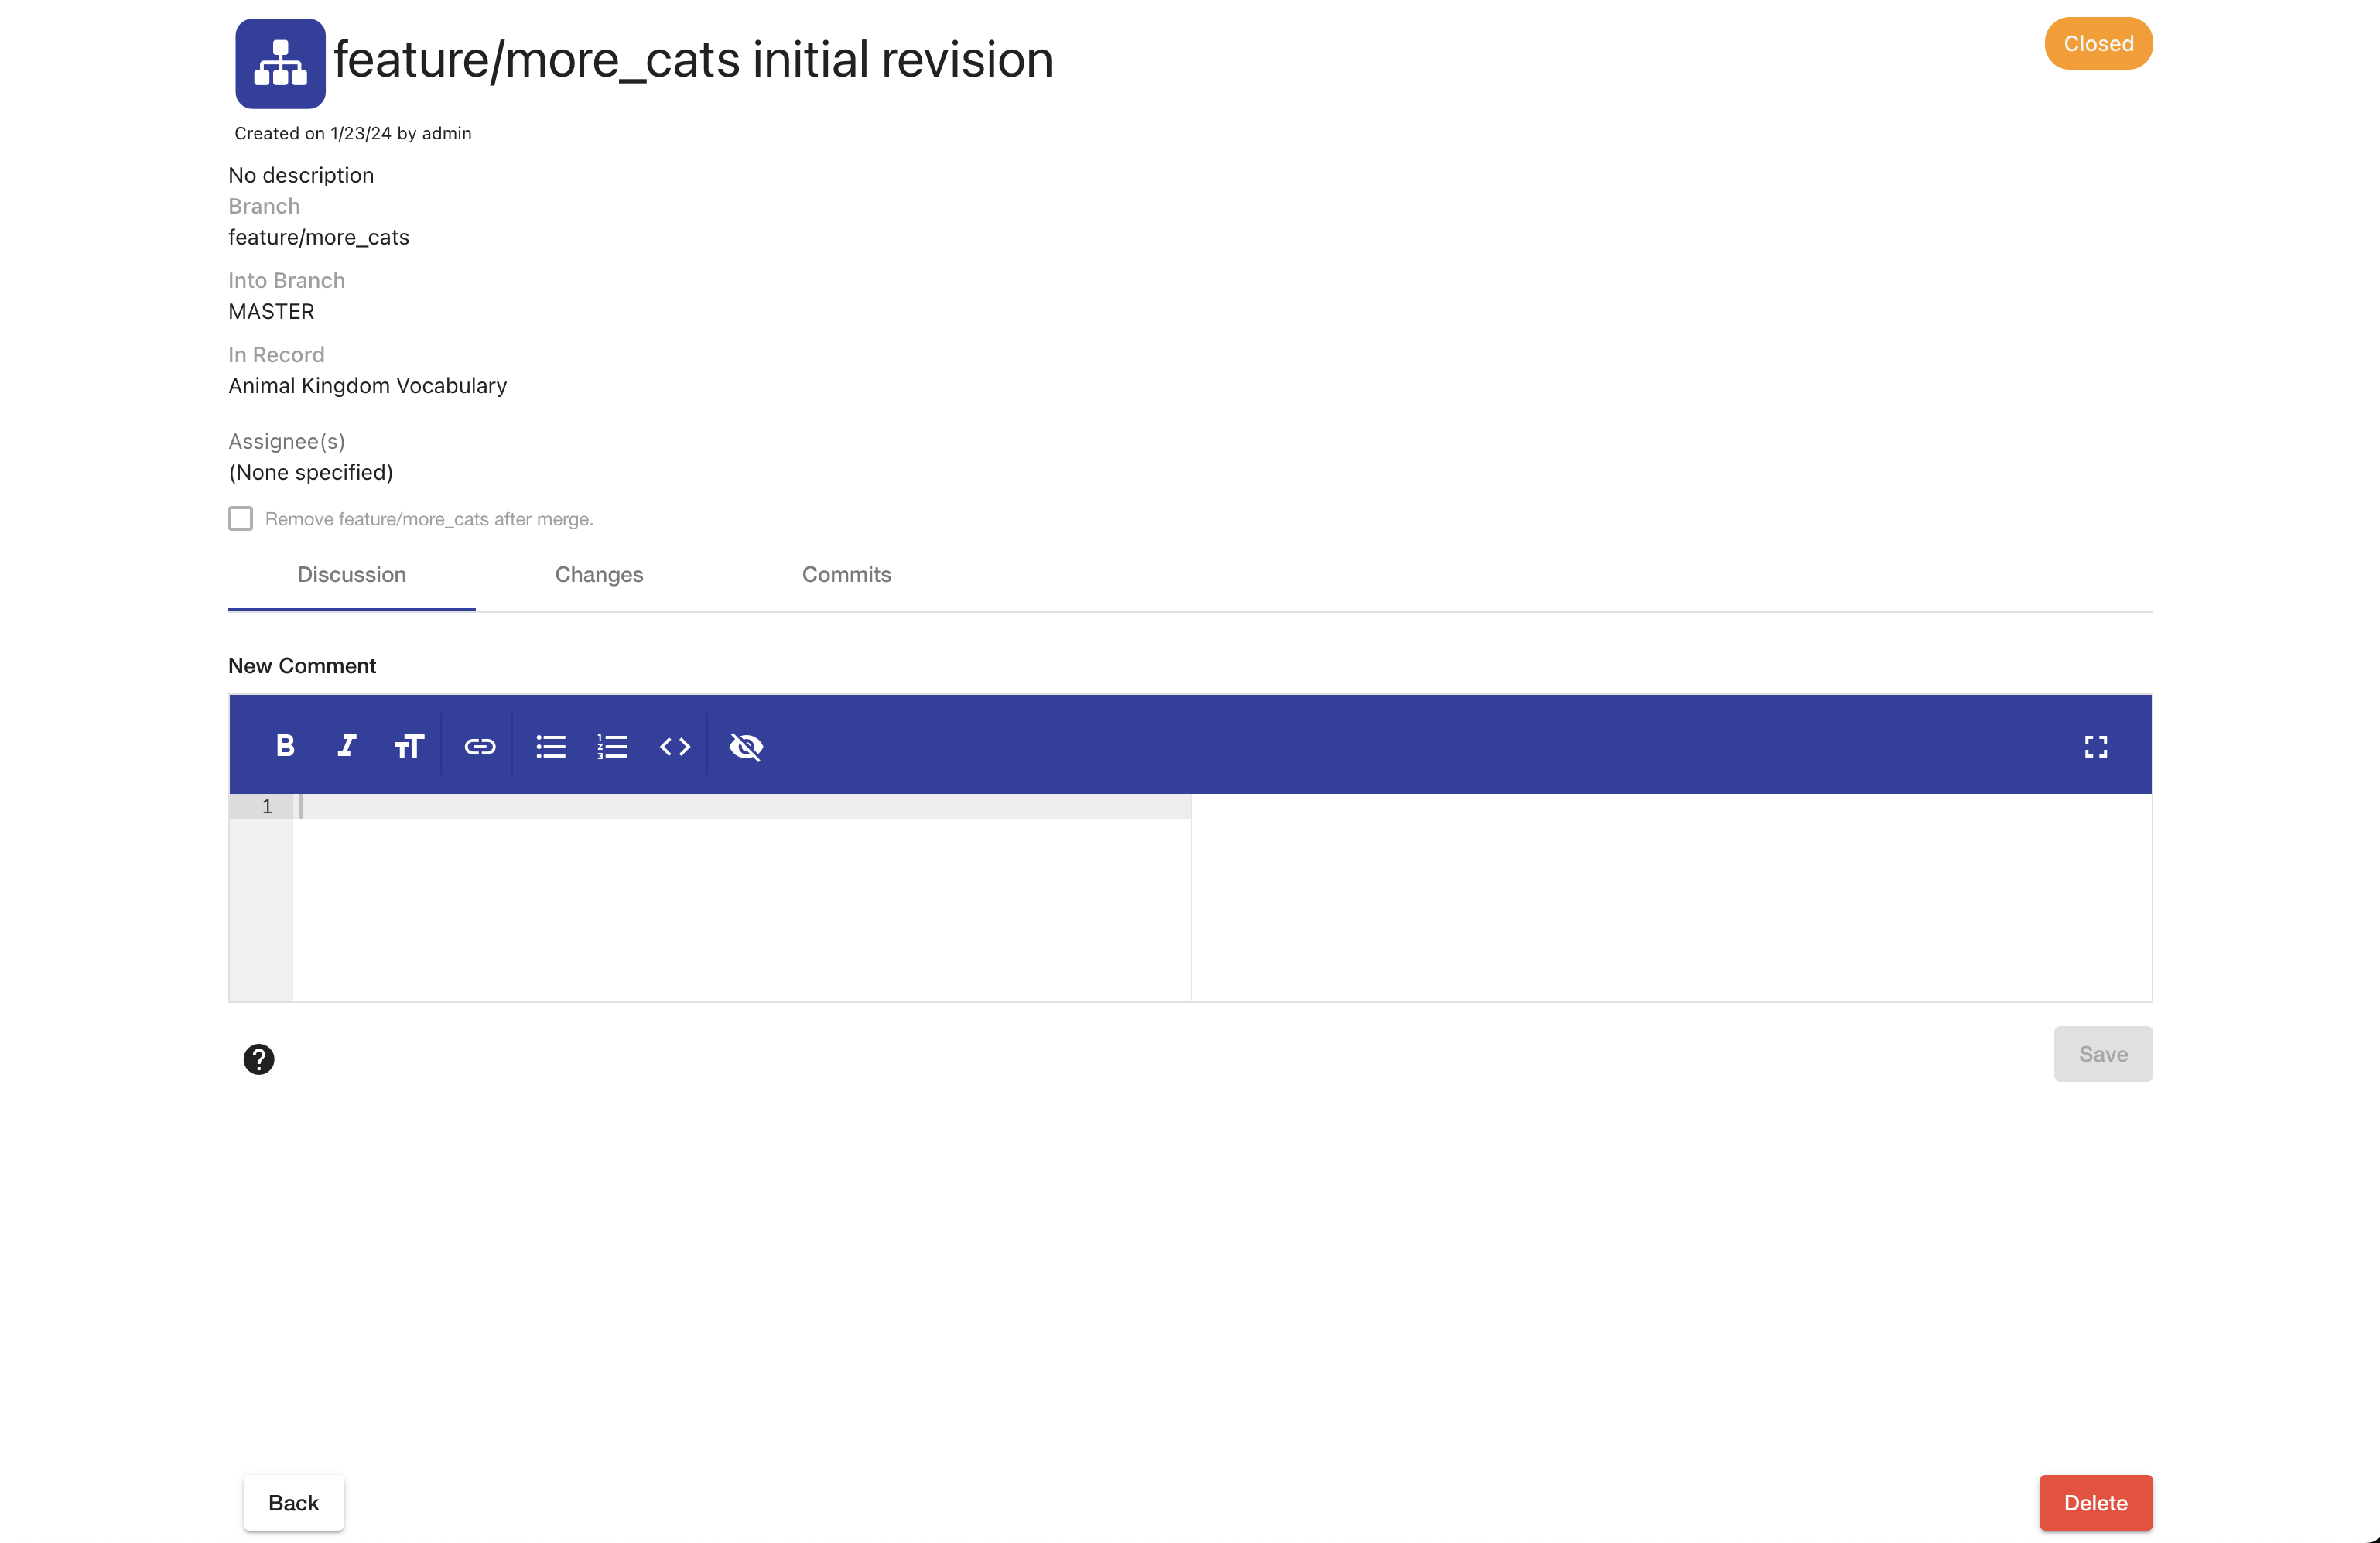 feature/more_cats initial revision
Closed
Created on 1/23/24 by admin
No description
Branch
feature/more_cats
Into Branch
MASTER
In Record
Animal Kingdom Vocabulary
Assignee(s)
(None specified)
Remove feature/more_cats after merge.
Discussion Changes Commits
New Comment
1
Save
Back Delete